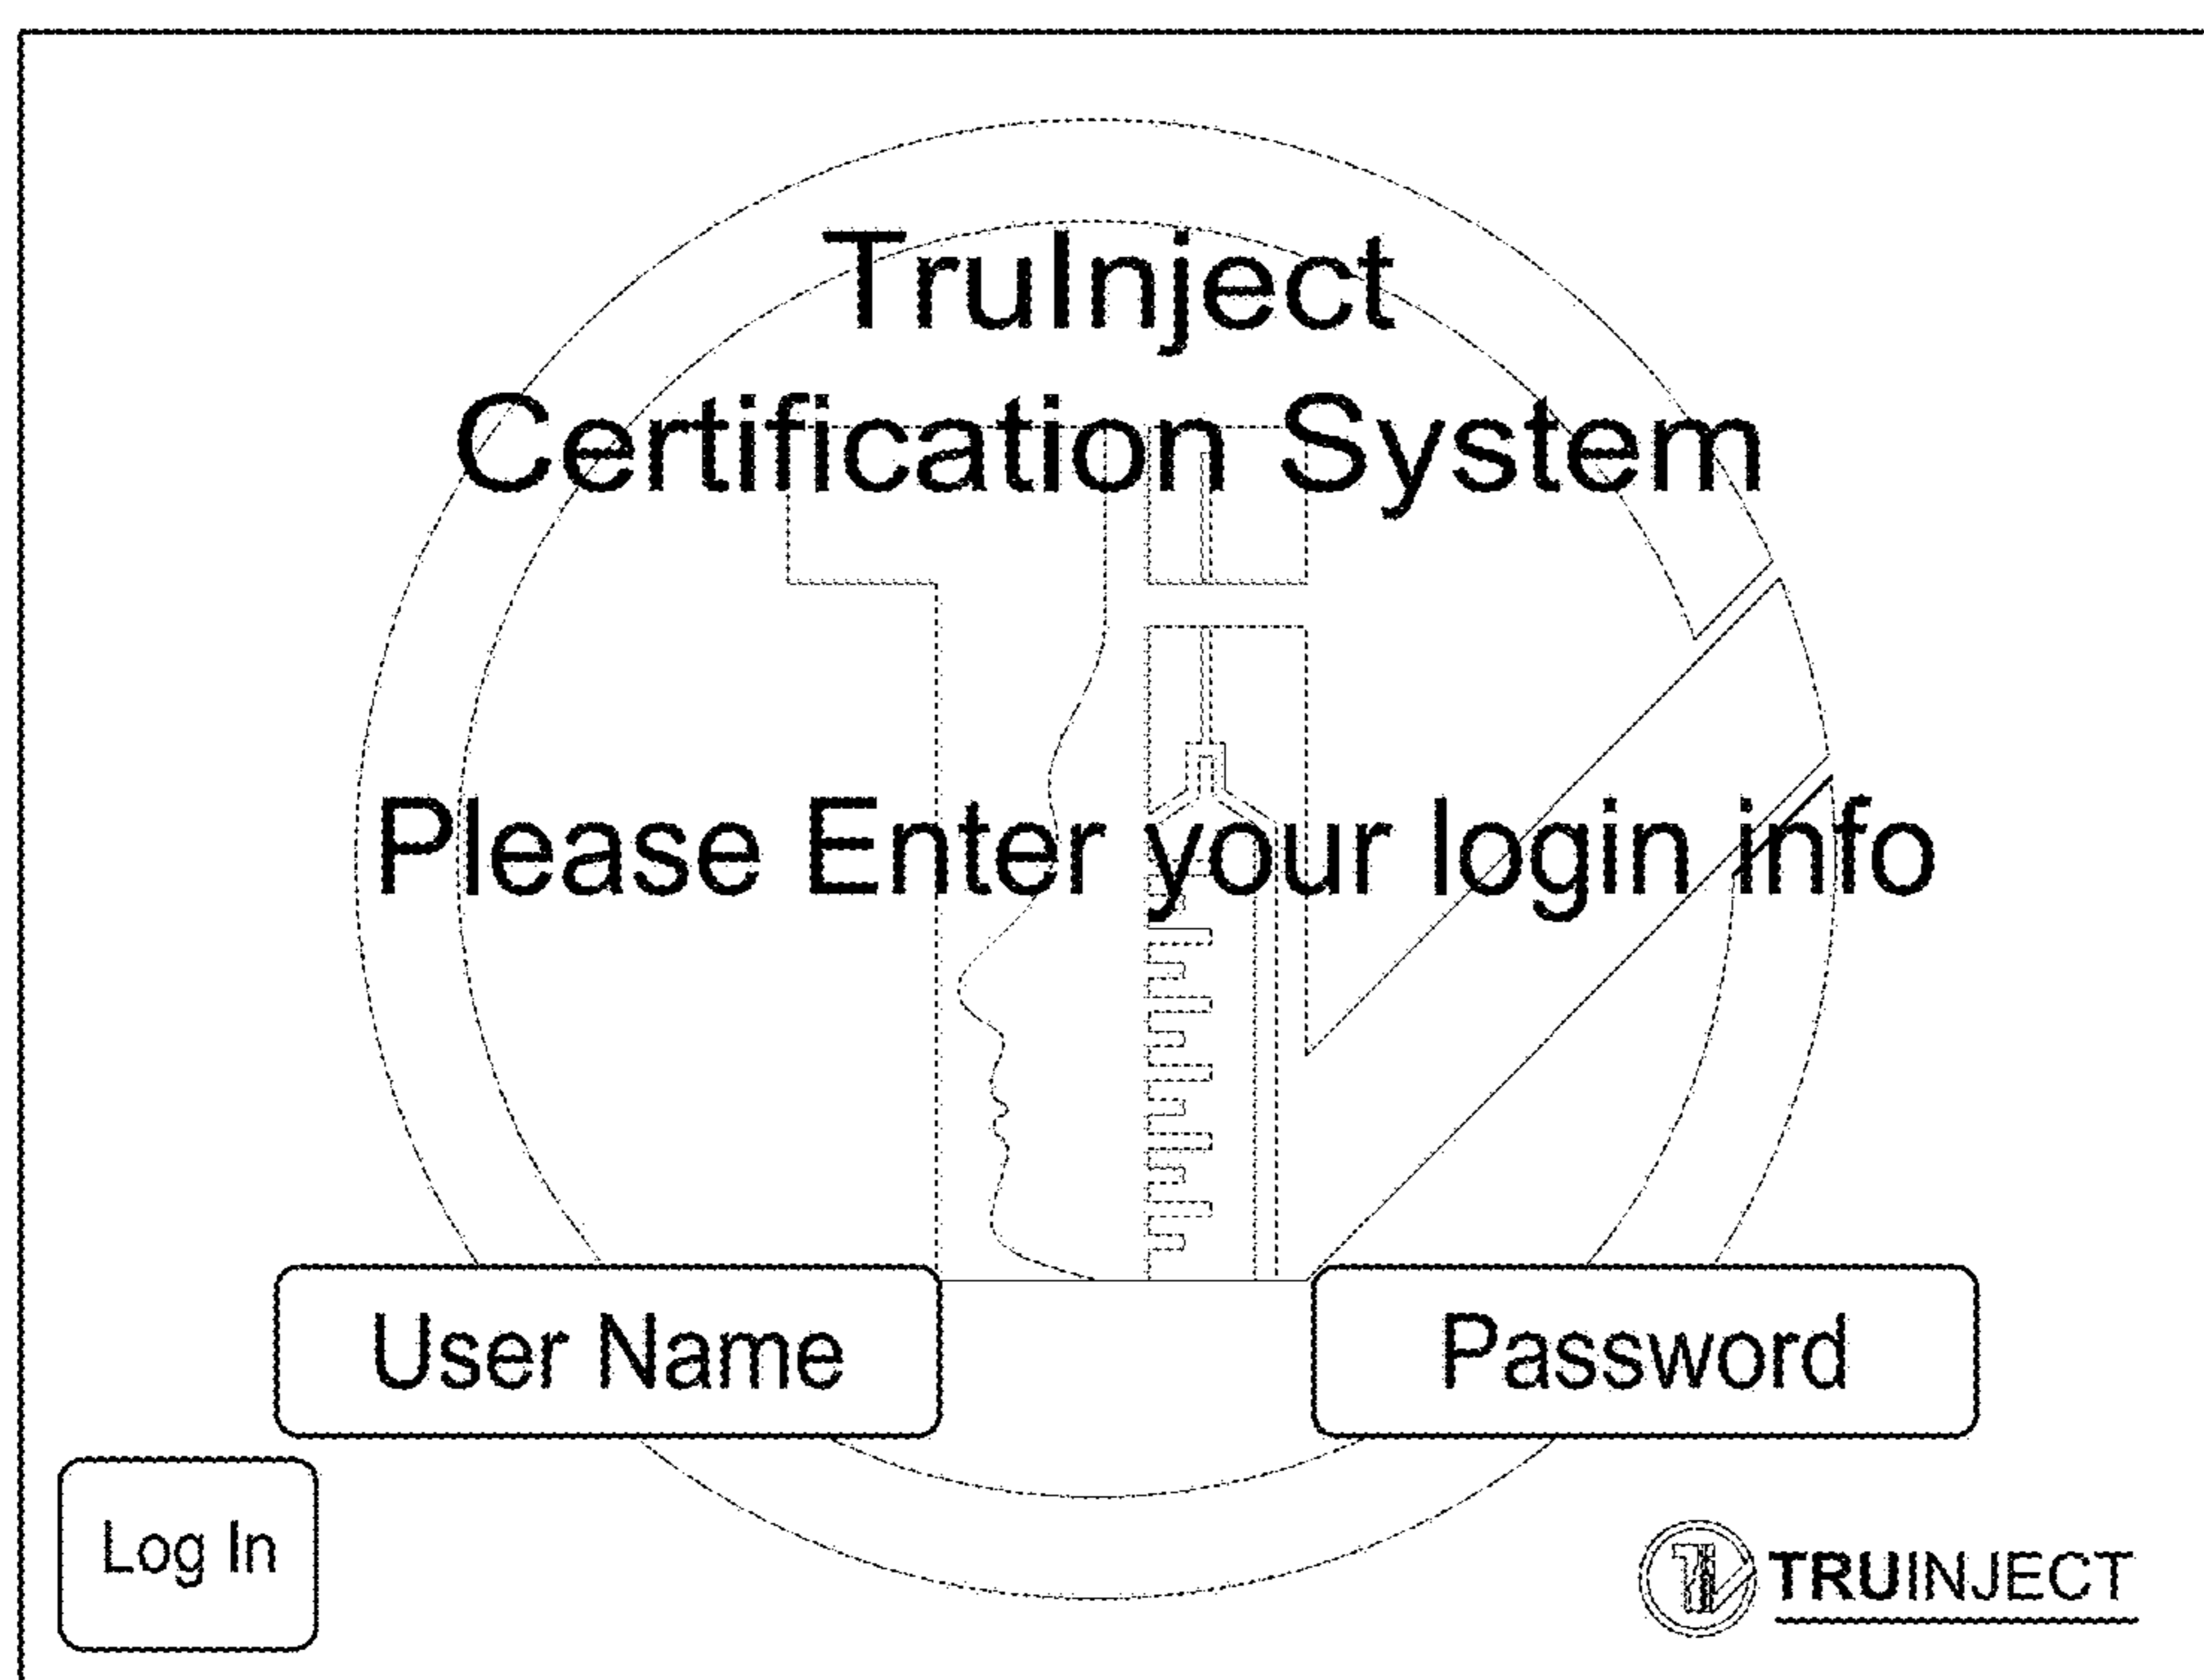 TruInject
Certification System
Please Enter your login info
User Name
Password
Log In
TRUINJECT